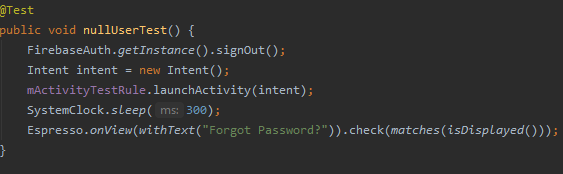 @Test
public void nullUserTest() {
FirebaseAuth.getInstance().signOut();
Intent intent = new Intent();
mActivityTestRule.launchActivity(intent);
SystemClock.sleep( ms: 300);
Espresso.onView(withText("Forgot Password?")).check(matches(isDisplayed()));
}